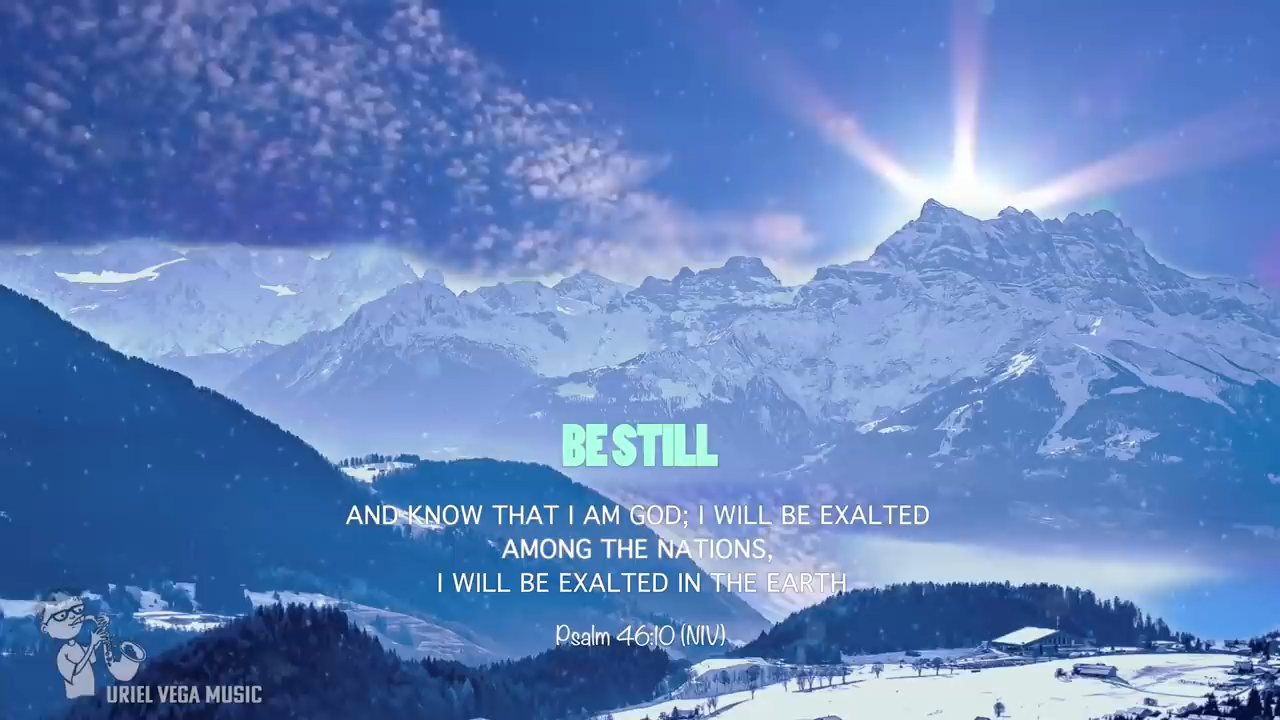 BE STILL
AND KNOW THAT I AM GOD; I WILL BE EXALTED
AMONG THE NATIONS,
I WILL BE EXALTED IN THE EARTH
Psalm 46:10 (NIV)
URIEL VEGA MUSIC